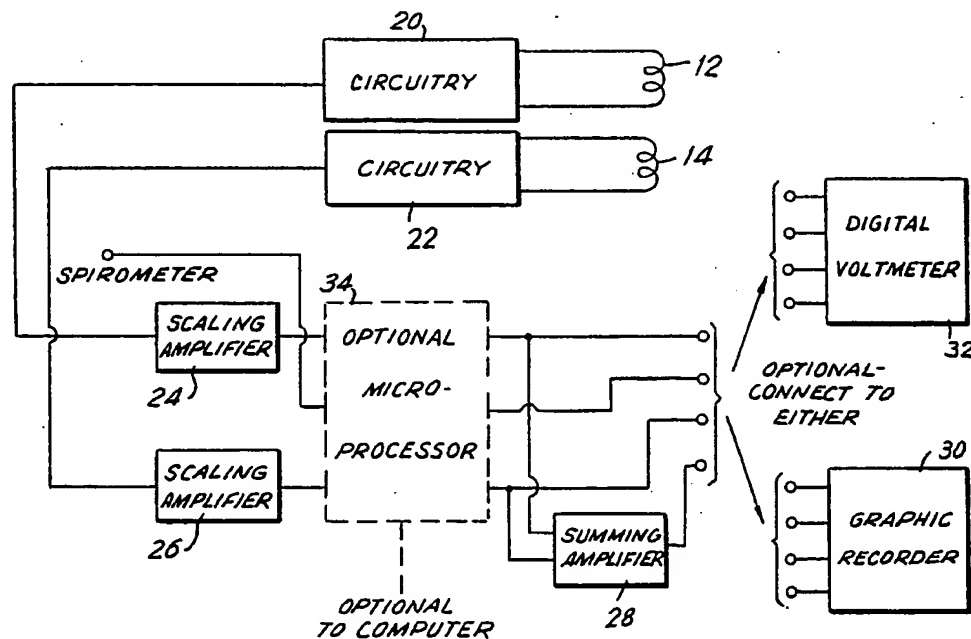 20
CIRCUITRY
12
CIRCUITRY
14
22
SPIROMETER
34
SCALING
AMPLIFIER
24
OPTIONAL
MICRO-
PROCESSOR
SCALING
AMPLIFIER
26
SUMMING
AMPLIFIER
28
OPTIONAL
TO COMPUTER
OPTIONAL-
CONNECT TO
EITHER
DIGITAL
VOLTMETER
32
30
GRAPHIC
RECORDER